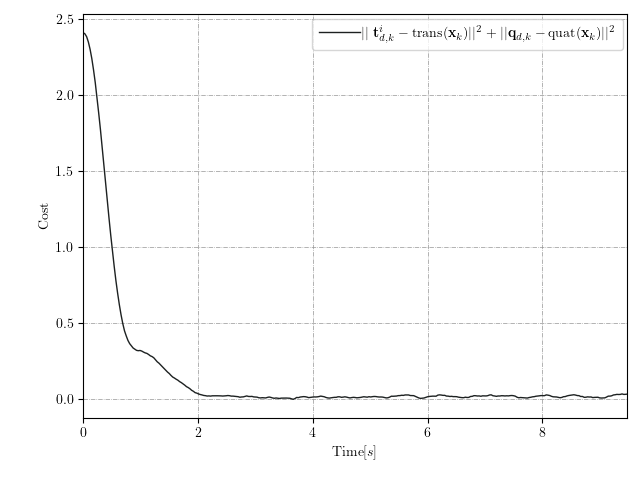 || t^i_{d,k} − trans(x_k)||² + ||q_{d,k} − quat(x_k)||²
2.5
2.0
1.5
1.0
0.5
0.0
Cost
0 2 4 6 8
Time[s]